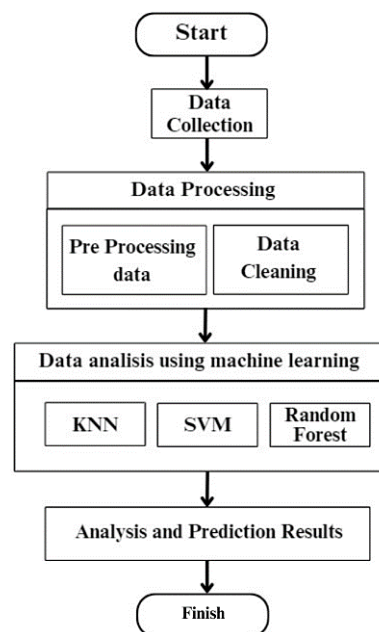 Start
Data
Collection
Data Processing
Pre Processing
data
Data
Cleaning
Data analisis using machine learning
KNN
SVM
Random
Forest
Analysis and Prediction Results
Finish